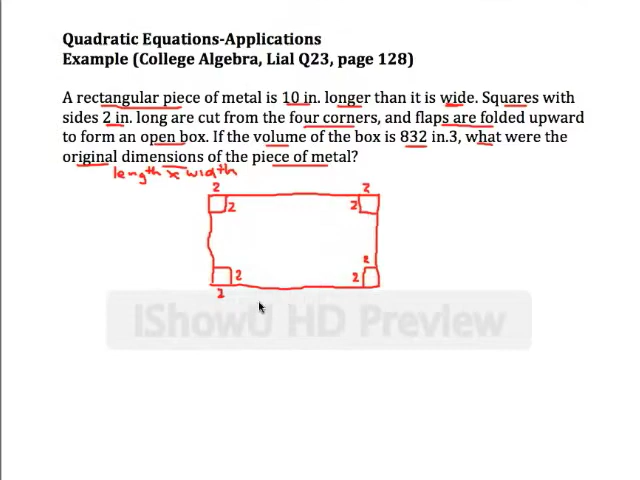 Quadratic Equations-Applications
Example (College Algebra, Lial Q23, page 128)
A rectangular piece of metal is 10 in. longer than it is wide. Squares with
sides 2 in. long are cut from the four corners, and flaps are folded upward
to form an open box. If the volume of the box is 832 in.3, what were the
original dimensions of the piece of metal?
length x width
2 2
2 2
2
2 2
2
IShowU HD Preview